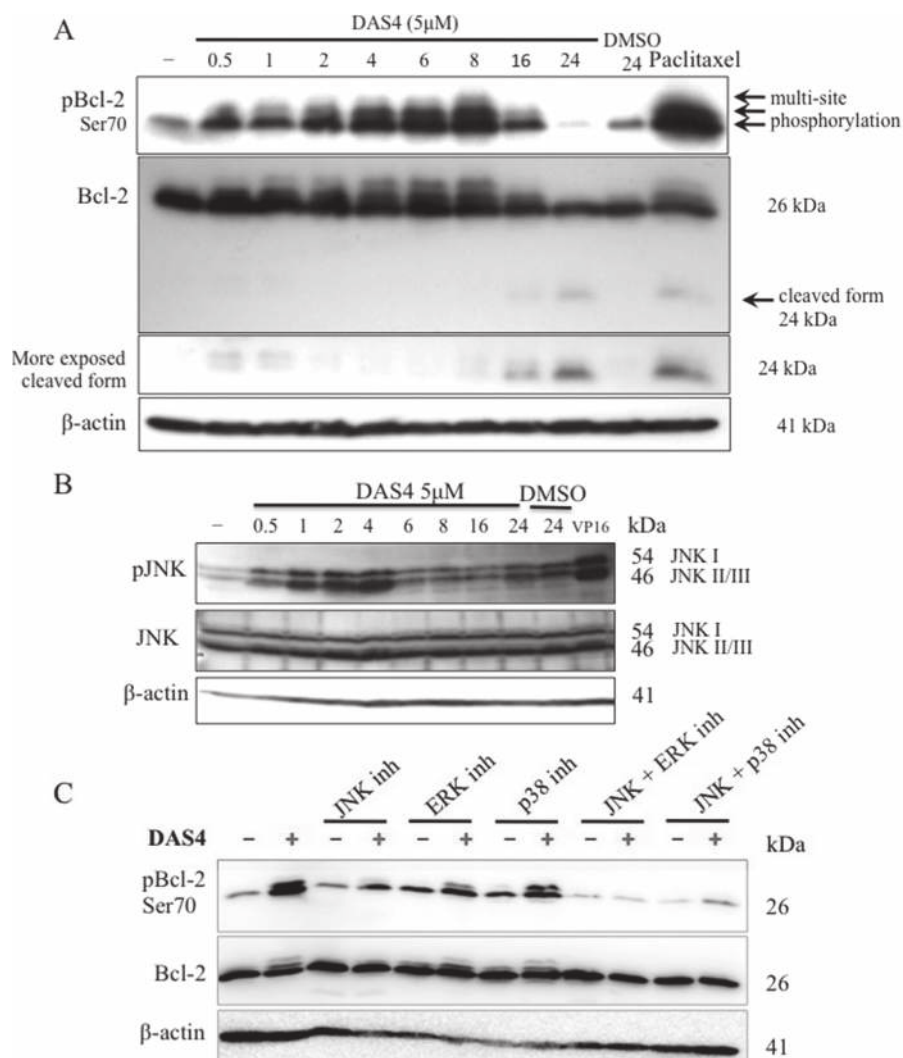 A
DAS4 (5μM)
DMSO
– 0.5 1 2 4 6 8 16 24 24 Paclitaxel
pBcl-2
Ser70
multi-site
phosphorylation
Bcl-2
26 kDa
cleaved form
24 kDa
More exposed
cleaved form
24 kDa
β-actin
41 kDa
B
DAS4 5μM
DMSO
– 0.5 1 2 4 6 8 16 24 24 VP16 kDa
pJNK
54 JNK I
46 JNK II/III
JNK
54 JNK I
46 JNK II/III
β-actin
41
C
JNK inh
ERK inh
p38 inh
JNK + ERK inh
JNK + p38 inh
DAS4 – + – + – + – + – + – + kDa
pBcl-2
Ser70
26
Bcl-2
26
β-actin
41